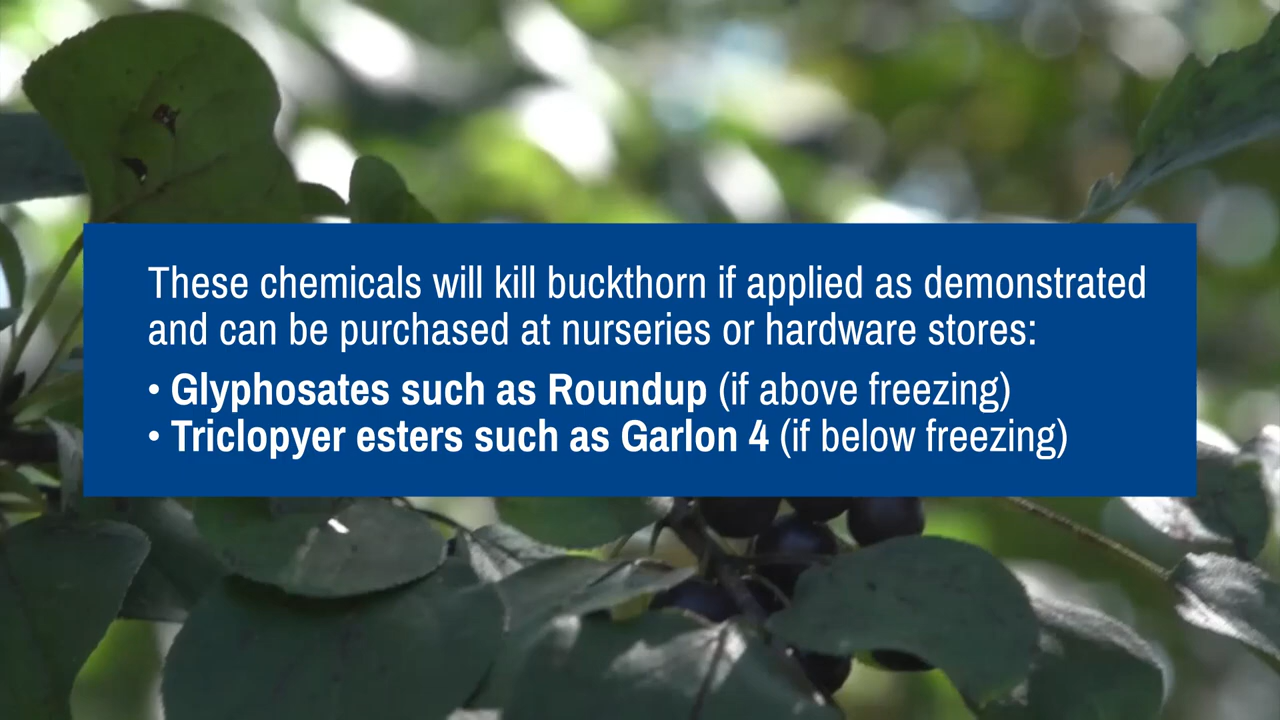 These chemicals will kill buckthorn if applied as demonstrated
and can be purchased at nurseries or hardware stores:
• Glyphosates such as Roundup (if above freezing)
• Triclopyer esters such as Garlon 4 (if below freezing)